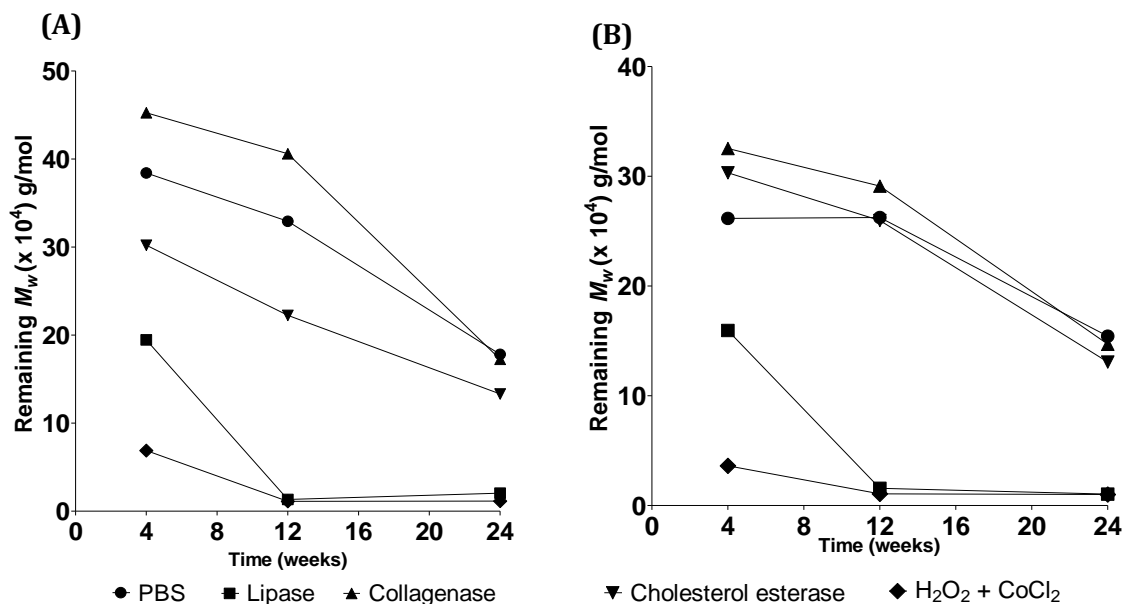 (A)
Remaining Mw (x 10⁴) g/mol
50
40
30
20
10
0
0 4 8 12 16 20 24
Time (weeks)
(B)
Remaining Mw (x 10⁴) g/mol
40
30
20
10
0
0 4 8 12 16 20 24
Time (weeks)
PBS Lipase Collagenase Cholesterol esterase H₂O₂ + CoCl₂